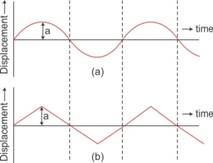 Displacement →
a
→ time
(a)
Displacement →
a
→ time
(b)